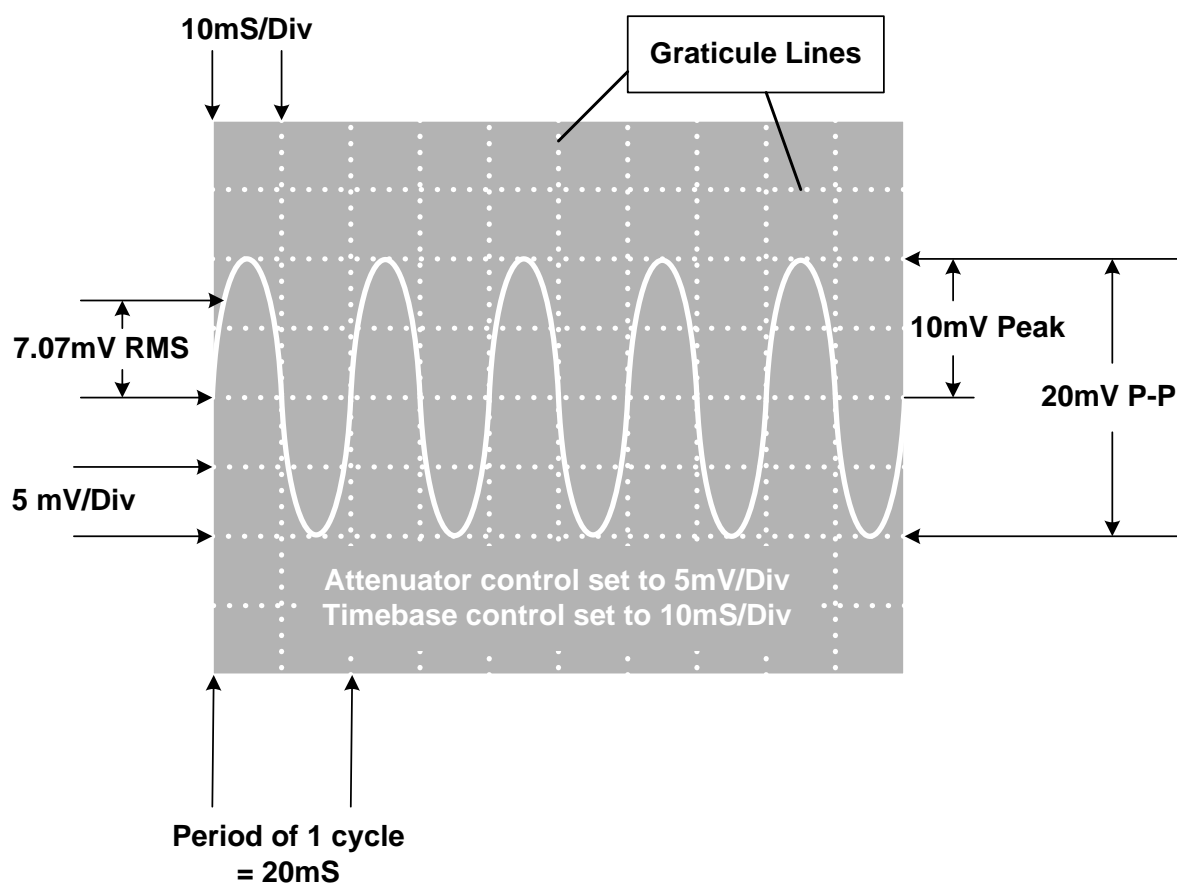 10mS/Div
Graticule Lines
7.07mV RMS
10mV Peak
20mV P-P
5 mV/Div
Attenuator control set to 5mV/Div
Timebase control set to 10mS/Div
Period of 1 cycle
= 20mS